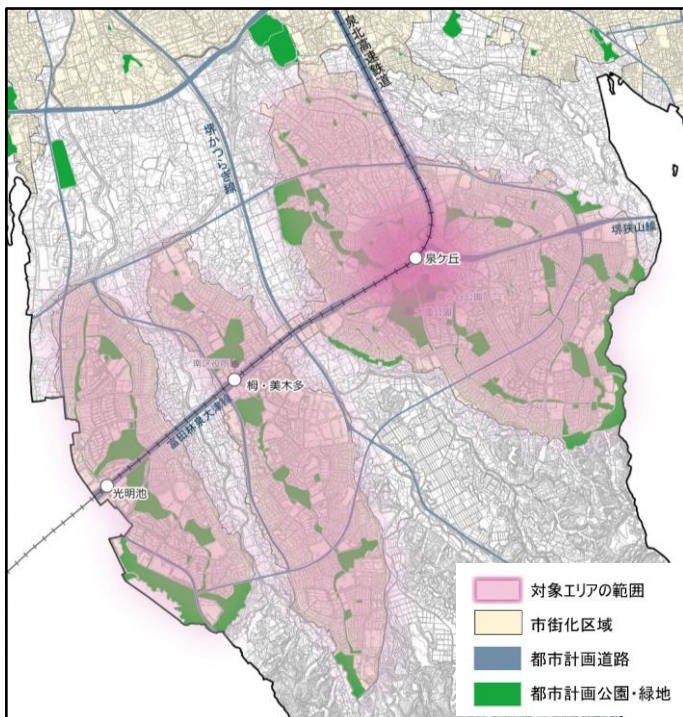 泉北高速鉄道
堺かつらぎ線
堺狭山線
泉ケ丘
栂・美木多
富田林泉大津線
光明池
対象エリアの範囲
市街化区域
都市計画道路
都市計画公園・緑地